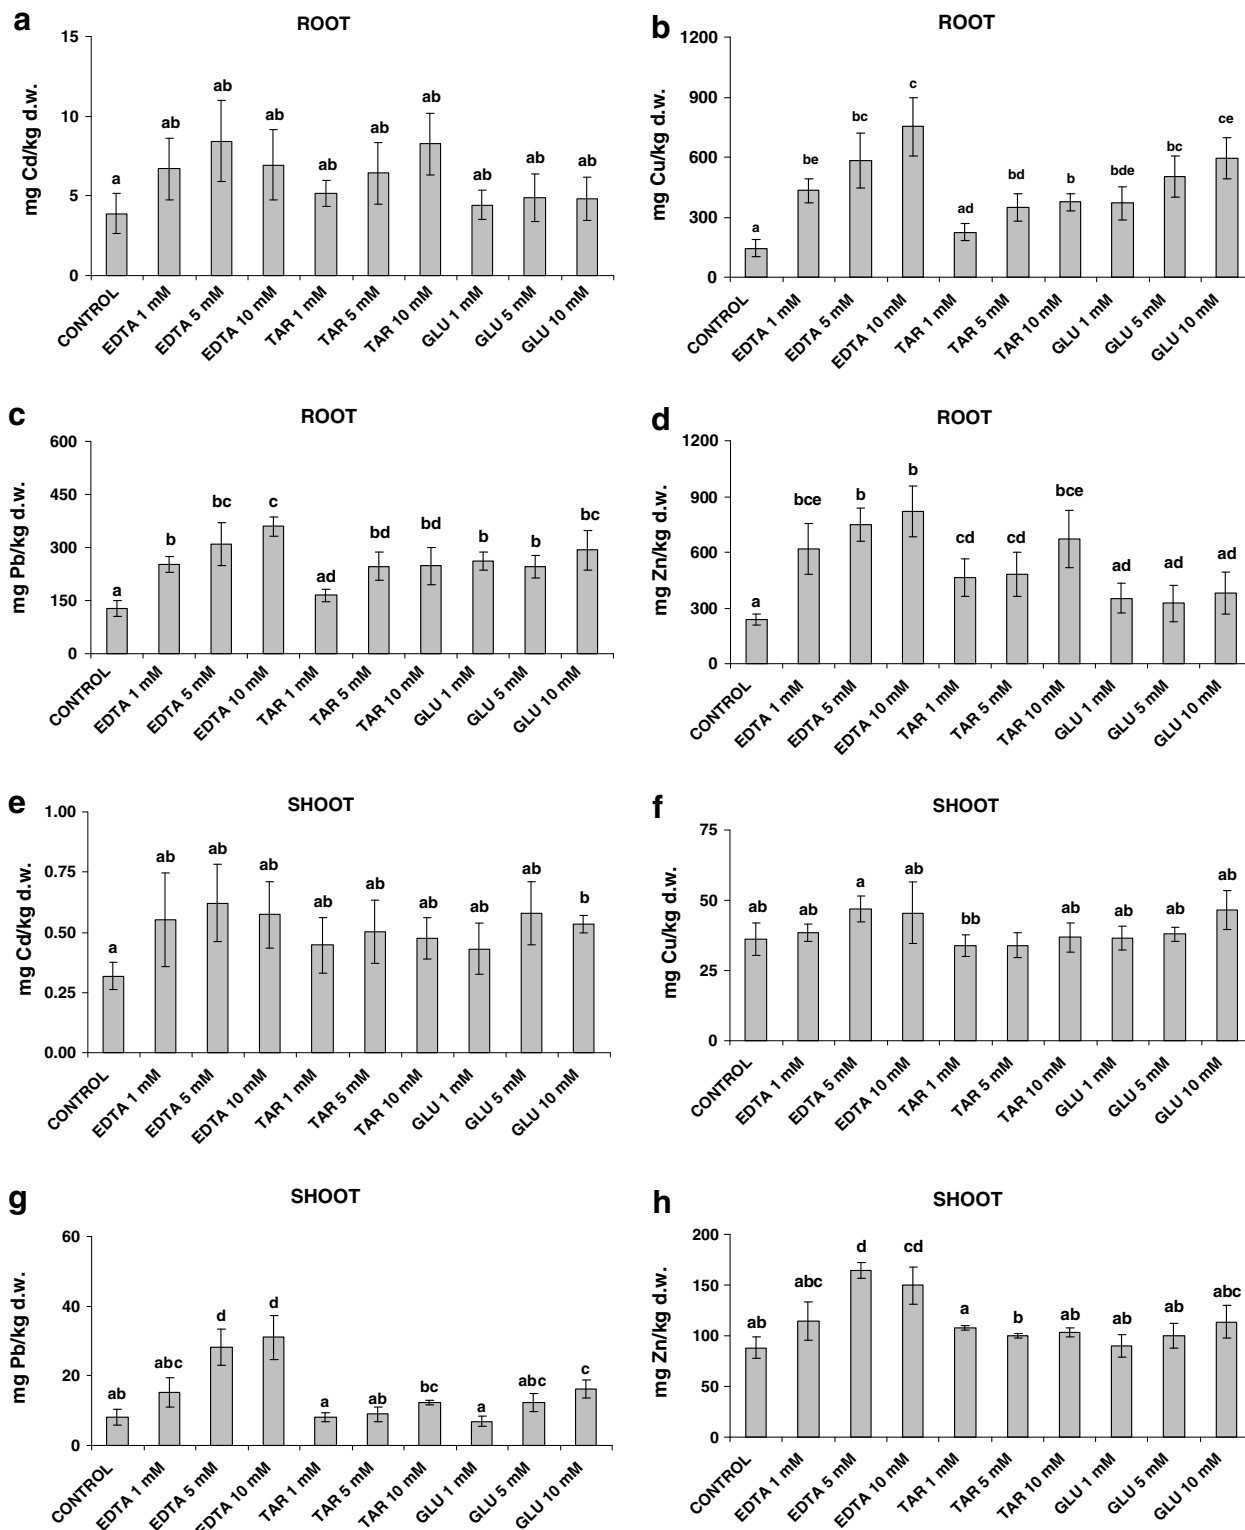 a
ROOT
mg Cd/kg d.w.
15
10
5
0
a
ab
ab
ab
ab
ab
ab
ab
ab
ab
CONTROL
EDTA 1 mM
EDTA 5 mM
EDTA 10 mM
TAR 1 mM
TAR 5 mM
TAR 10 mM
GLU 1 mM
GLU 5 mM
GLU 10 mM
b
ROOT
mg Cu/kg d.w.
1200
900
600
300
0
a
be
bc
c
ad
bd
b
bde
bc
ce
CONTROL
EDTA 1 mM
EDTA 5 mM
EDTA 10 mM
TAR 1 mM
TAR 5 mM
TAR 10 mM
GLU 1 mM
GLU 5 mM
GLU 10 mM
c
ROOT
mg Pb/kg d.w.
600
450
300
150
0
a
b
bc
c
ad
bd
bd
b
b
bc
CONTROL
EDTA 1 mM
EDTA 5 mM
EDTA 10 mM
TAR 1 mM
TAR 5 mM
TAR 10 mM
GLU 1 mM
GLU 5 mM
GLU 10 mM
d
ROOT
mg Zn/kg d.w.
1200
900
600
300
0
a
bce
b
b
cd
cd
bce
ad
ad
ad
CONTROL
EDTA 1 mM
EDTA 5 mM
EDTA 10 mM
TAR 1 mM
TAR 5 mM
TAR 10 mM
GLU 1 mM
GLU 5 mM
GLU 10 mM
e
SHOOT
mg Cd/kg d.w.
1.00
0.75
0.50
0.25
0.00
a
ab
ab
ab
ab
ab
ab
ab
ab
b
CONTROL
EDTA 1 mM
EDTA 5 mM
EDTA 10 mM
TAR 1 mM
TAR 5 mM
TAR 10 mM
GLU 1 mM
GLU 5 mM
GLU 10 mM
f
SHOOT
mg Cu/kg d.w.
75
50
25
0
ab
ab
a
ab
bb
ab
ab
ab
ab
CONTROL
EDTA 1 mM
EDTA 5 mM
EDTA 10 mM
TAR 1 mM
TAR 5 mM
TAR 10 mM
GLU 1 mM
GLU 5 mM
GLU 10 mM
g
SHOOT
mg Pb/kg d.w.
60
40
20
0
ab
abc
d
d
a
ab
bc
a
abc
c
CONTROL
EDTA 1 mM
EDTA 5 mM
EDTA 10 mM
TAR 1 mM
TAR 5 mM
TAR 10 mM
GLU 1 mM
GLU 5 mM
GLU 10 mM
h
SHOOT
mg Zn/kg d.w.
200
150
100
50
0
ab
abc
d
cd
a
b
ab
ab
ab
abc
CONTROL
EDTA 1 mM
EDTA 5 mM
EDTA 10 mM
TAR 1 mM
TAR 5 mM
TAR 10 mM
GLU 1 mM
GLU 5 mM
GLU 10 mM